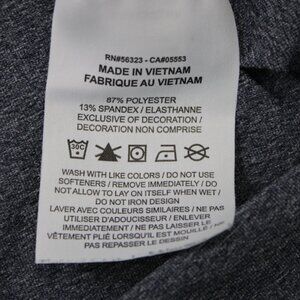 RN#56323 - CA#05553
MADE IN VIETNAM
FABRIQUE AU VIETNAM
87% POLYESTER
13% SPANDEX / ELASTHANNE
EXCLUSIVE OF DECORATION /
DECORATION NON COMPRISE
30C
WASH WITH LIKE COLORS / DO NOT USE
SOFTENERS / REMOVE IMMEDIATELY / DO
NOT ALLOW TO LAY ON ITSELF WHEN WET /
DO NOT IRON DESIGN
LAVER AVEC COULEURS SIMILAIRES / NE PAS
UTILISER D'ADOUCISSEUR / ENLEVER
IMMÉDIATEMENT / NE PAS LAISSER LE
VÊTEMENT PLIÉ LORSQU'IL EST MOUILLÉ / NE
PAS REPASSER LE DESSIN